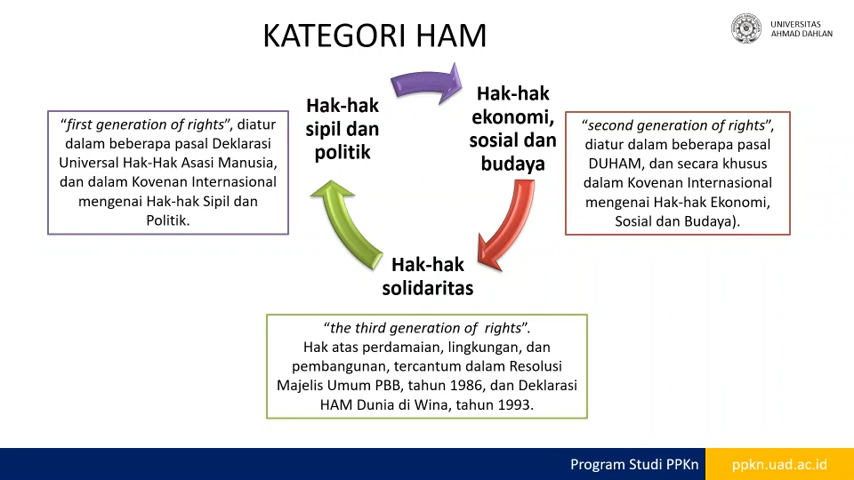 KATEGORI HAM
UNIVERSITAS
AHMAD DAHLAN
Hak-hak
sipil dan
politik
Hak-hak
ekonomi,
sosial dan
budaya
“first generation of rights”, diatur
dalam beberapa pasal Deklarasi
Universal Hak-Hak Asasi Manusia,
dan dalam Kovenan Internasional
mengenai Hak-hak Sipil dan
Politik.
“second generation of rights”,
diatur dalam beberapa pasal
DUHAM, dan secara khusus
dalam Kovenan Internasional
mengenai Hak-hak Ekonomi,
Sosial dan Budaya).
Hak-hak
solidaritas
“the third generation of rights”.
Hak atas perdamaian, lingkungan, dan
pembangunan, tercantum dalam Resolusi
Majelis Umum PBB, tahun 1986, dan Deklarasi
HAM Dunia di Wina, tahun 1993.
Program Studi PPKn
ppkn.uad.ac.id